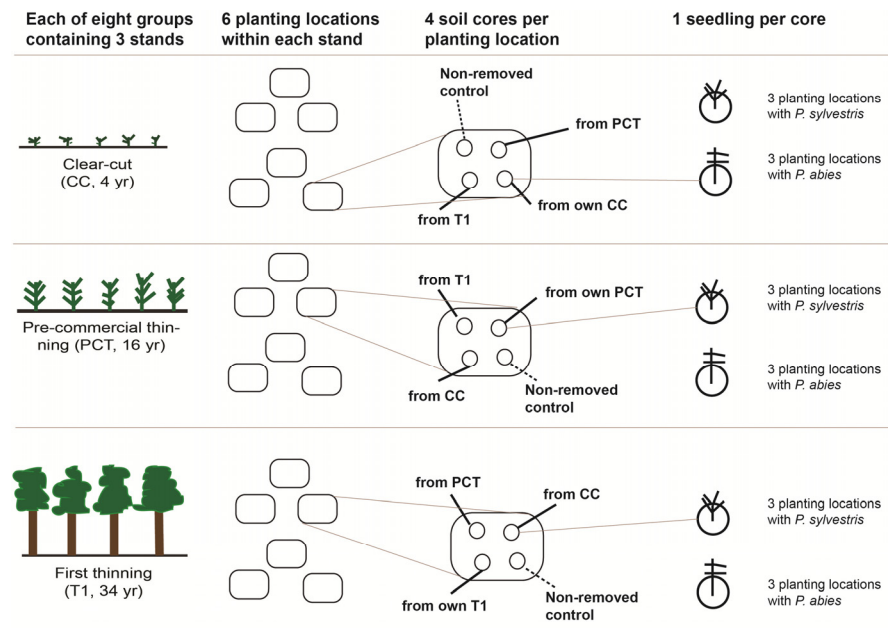 Each of eight groups
containing 3 stands
6 planting locations
within each stand
4 soil cores per
planting location
1 seedling per core
Clear-cut
(CC, 4 yr)
Non-removed
control
from PCT
from T1
from own CC
3 planting locations
with P. sylvestris
3 planting locations
with P. abies
Pre-commercial thin-
ning (PCT, 16 yr)
from T1
from own PCT
from CC
Non-removed
control
3 planting locations
with P. sylvestris
3 planting locations
with P. abies
First thinning
(T1, 34 yr)
from PCT
from CC
from own T1
Non-removed
control
3 planting locations
with P. sylvestris
3 planting locations
with P. abies